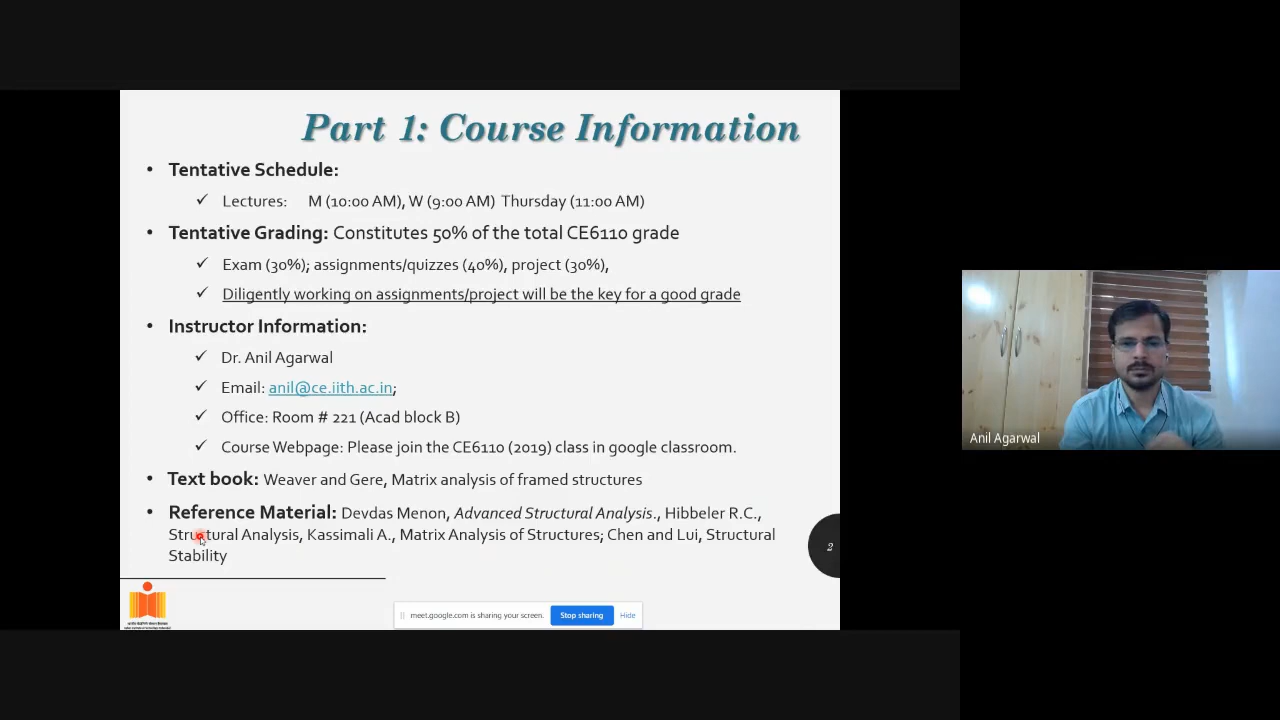 Part 1: Course Information
• Tentative Schedule:
✓ Lectures: M (10:00 AM), W (9:00 AM) Thursday (11:00 AM)
• Tentative Grading: Constitutes 50% of the total CE6110 grade
✓ Exam (30%); assignments/quizzes (40%), project (30%),
✓ Diligently working on assignments/project will be the key for a good grade
• Instructor Information:
✓ Dr. Anil Agarwal
✓ Email: anil@ce.iith.ac.in;
✓ Office: Room # 221 (Acad block B)
✓ Course Webpage: Please join the CE6110 (2019) class in google classroom.
• Text book: Weaver and Gere, Matrix analysis of framed structures
• Reference Material: Devdas Menon, Advanced Structural Analysis., Hibbeler R.C.,
Structural Analysis, Kassimali A., Matrix Analysis of Structures; Chen and Lui, Structural
Stability
2
meet.google.com is sharing your screen. Stop sharing Hide
Anil Agarwal